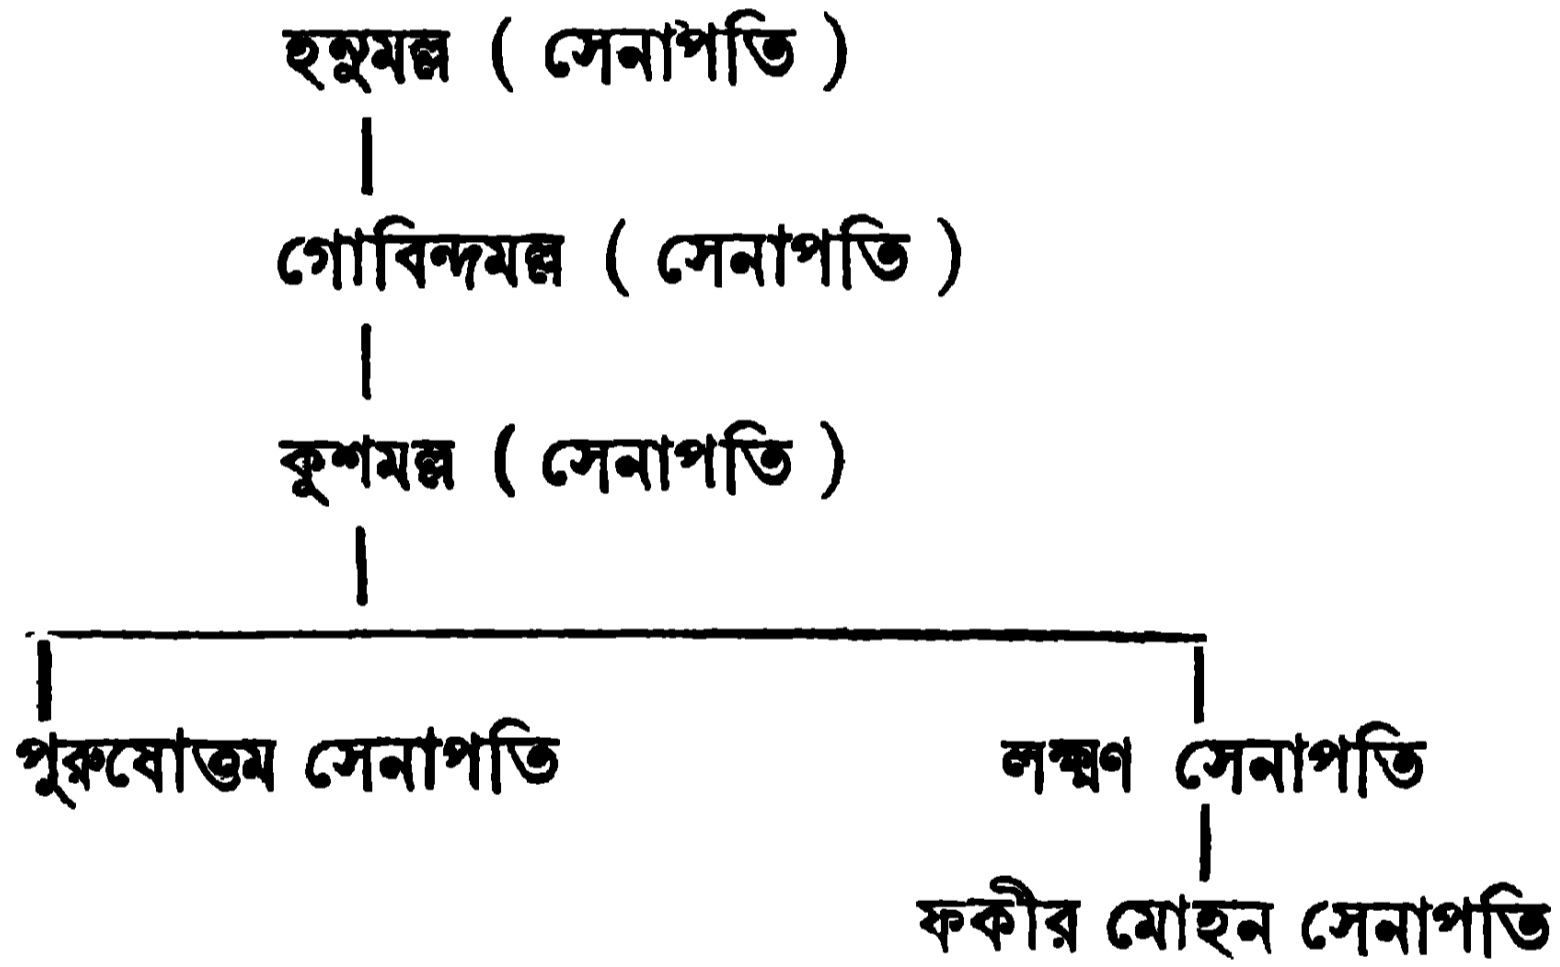 হনুমল্ল ( সেনাপতি )
গোবিন্দমল্ল ( সেনাপতি )
কুশমল্ল ( সেনাপতি )
পুরুষোত্তম সেনাপতি লক্ষ্মণ সেনাপতি
ফকীর মোহন সেনাপতি